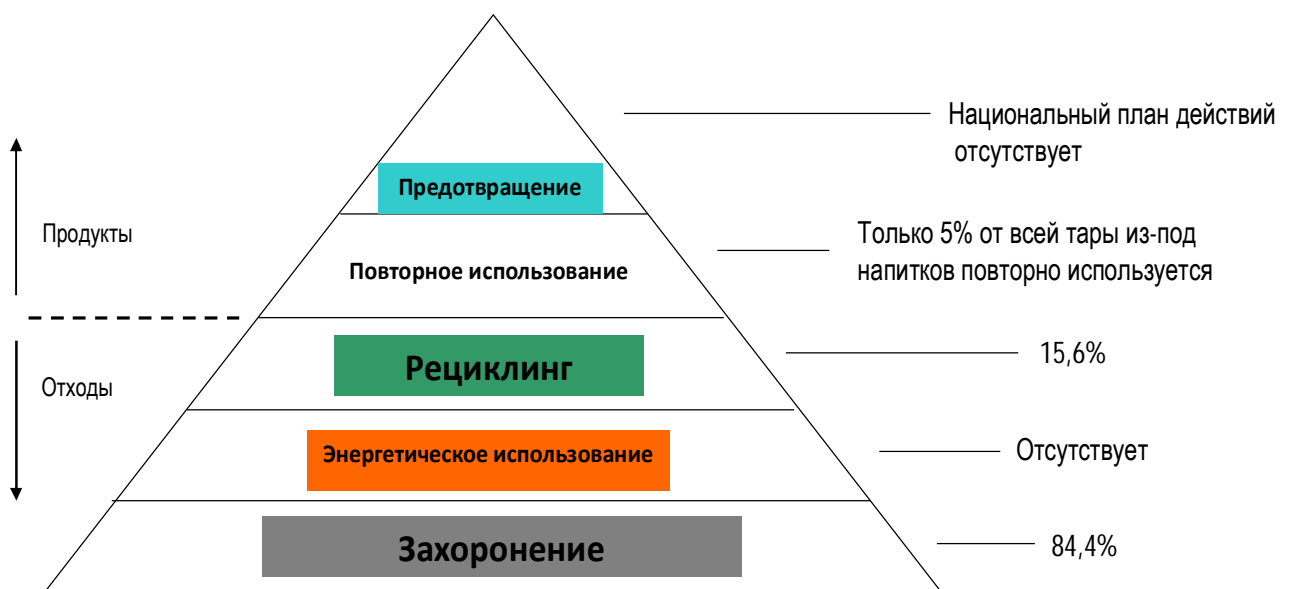 Национальный план действий
отсутствует
Предотвращение
Продукты
Только 5% от всей тары из-под
напитков повторно используется
Повторное использование
Рециклинг
15,6%
Отходы
Энергетическое использование
Отсутствует
Захоронение
84,4%